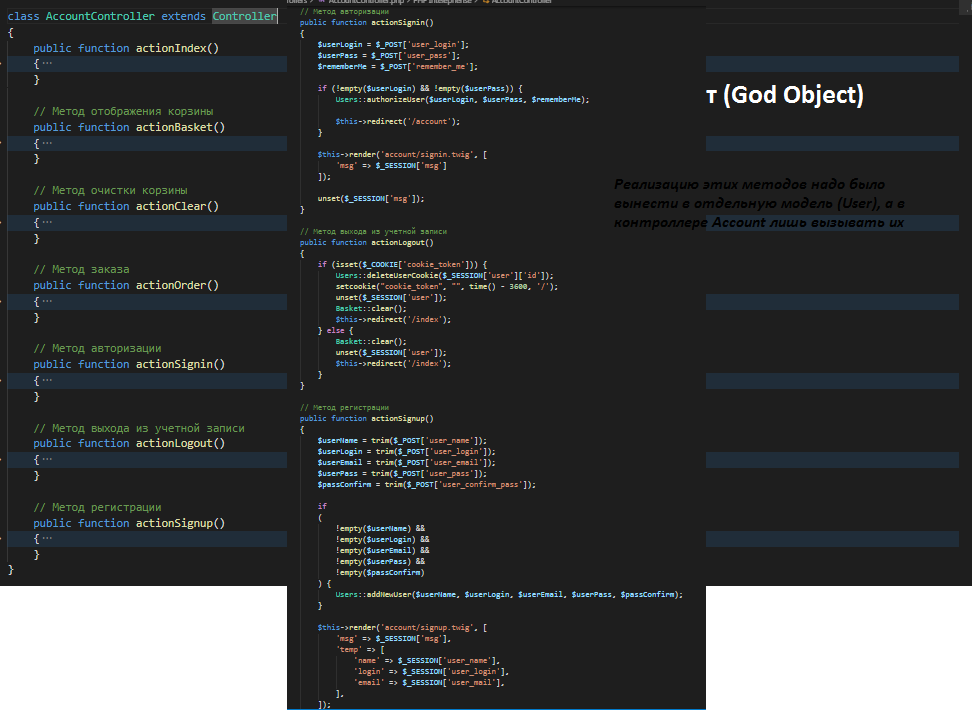 class AccountController extends Controller
{
public function actionIndex()
{ ···
}
// Метод отображения корзины
public function actionBasket()
{ ···
}
// Метод очистки корзины
public function actionClear()
{ ···
}
// Метод заказа
public function actionOrder()
{ ···
}
// Метод авторизации
public function actionSignin()
{ ···
}
// Метод выхода из учетной записи
public function actionLogout()
{ ···
}
// Метод регистрации
public function actionSignup()
{ ···
}
}
// Метод авторизации
public function actionSignin()
{
$userLogin = $_POST['user_login'];
$userPass = $_POST['user_pass'];
$rememberMe = $_POST['remember_me'];
if (!empty($userLogin) && !empty($userPass)) {
Users::authorizeUser($userLogin, $userPass, $rememberMe);
$this->redirect('/account');
}
$this->render('account/signin.twig', [
'msg' => $_SESSION['msg']
]);
unset($_SESSION['msg']);
}
// Метод выхода из учетной записи
public function actionLogout()
{
if (isset($_COOKIE['cookie_token'])) {
Users::deleteUserCookie($_SESSION['user']['id']);
setcookie("cookie_token", "", time() - 3600, '/');
unset($_SESSION['user']);
Basket::clear();
$this->redirect('/index');
} else {
Basket::clear();
unset($_SESSION['user']);
$this->redirect('/index');
}
}
// Метод регистрации
public function actionSignup()
{
$userName = trim($_POST['user_name']);
$userLogin = trim($_POST['user_login']);
$userEmail = trim($_POST['user_email']);
$userPass = trim($_POST['user_pass']);
$passConfirm = trim($_POST['user_confirm_pass']);
if
(
!empty($userName) &&
!empty($userLogin) &&
!empty($userEmail) &&
!empty($userPass) &&
!empty($passConfirm)
) {
Users::addNewUser($userName, $userLogin, $userEmail, $userPass, $passConfirm);
}
$this->render('account/signup.twig', [
'msg' => $_SESSION['msg'],
'temp' => [
'name' => $_SESSION['user_name'],
'login' => $_SESSION['user_login'],
'email' => $_SESSION['user_mail'],
],
]);
т (God Object)
Реализацию этих методов надо было
вынести в отдельную модель (User), а в
контроллере Account лишь вызывать их